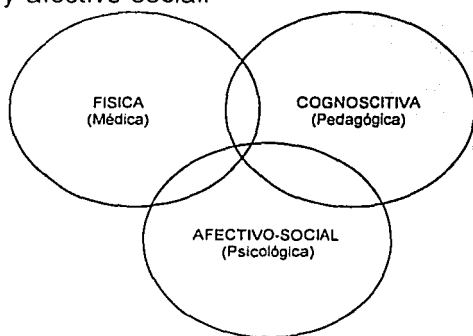 y afectivo social.
FISICA
(Médica)
COGNOSCITIVA
(Pedagógica)
AFECTIVO-SOCIAL
(Psicológica)